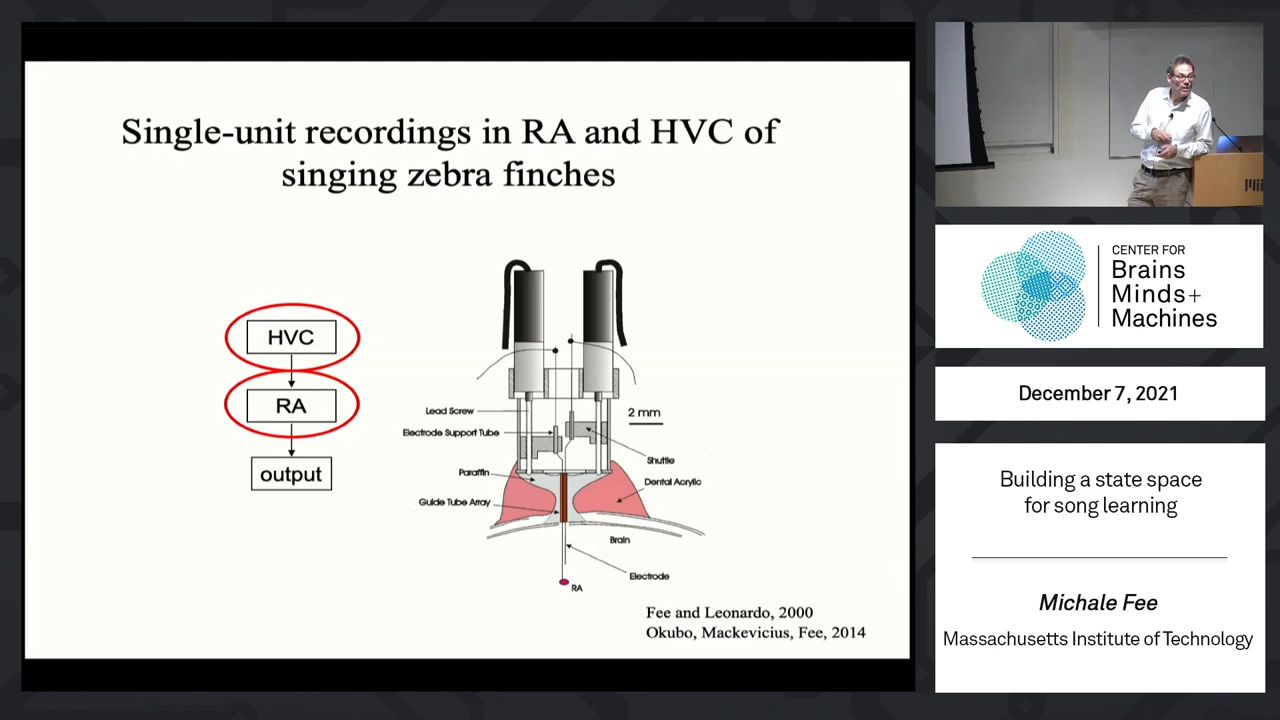 Single-unit recordings in RA and HVC of
singing zebra finches
HVC
RA
output
Lead Screw
Electrode Support Tube
2 mm
Shuttle
Paraffin
Dental Acrylic
Guide Tube Array
Brain
Electrode
RA
Fee and Leonardo, 2000
Okubo, Mackevicius, Fee, 2014
MiT
CENTER FOR
Brains
Minds+
Machines
December 7, 2021
Building a state space
for song learning
Michale Fee
Massachusetts Institute of Technology